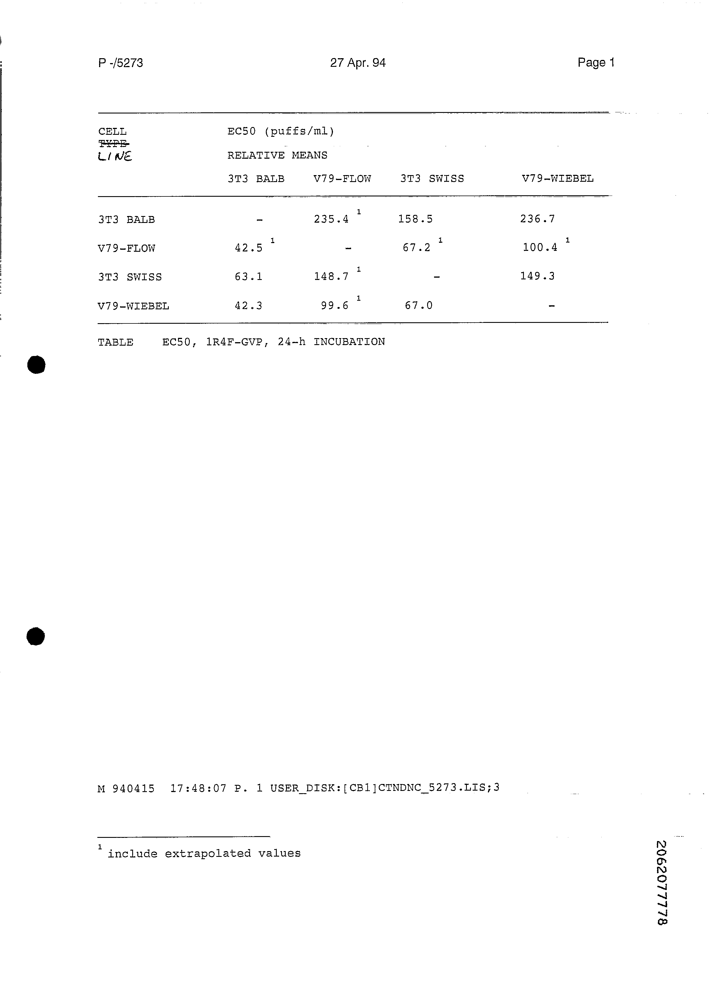 P -/5273 27 Apr. 94 Page 1
CELL EC50 (puffs/ml)
TYPE
LINE RELATIVE MEANS
3T3 BALB V79-FLOW 3T3 SWISS V79-WIEBEL
3T3 BALB – 235.4 1 158.5 236.7
V79-FLOW 42.5 1 – 67.2 1 100.4 1
3T3 SWISS 63.1 148.7 1 – 149.3
V79-WIEBEL 42.3 99.6 1 67.0 –
TABLE EC50, 1R4F-GVP, 24-h INCUBATION
M 940415 17:48:07 P. 1 USER_DISK:[CB1]CTNDNC_5273.LIS;3
1 include extrapolated values
2062077778